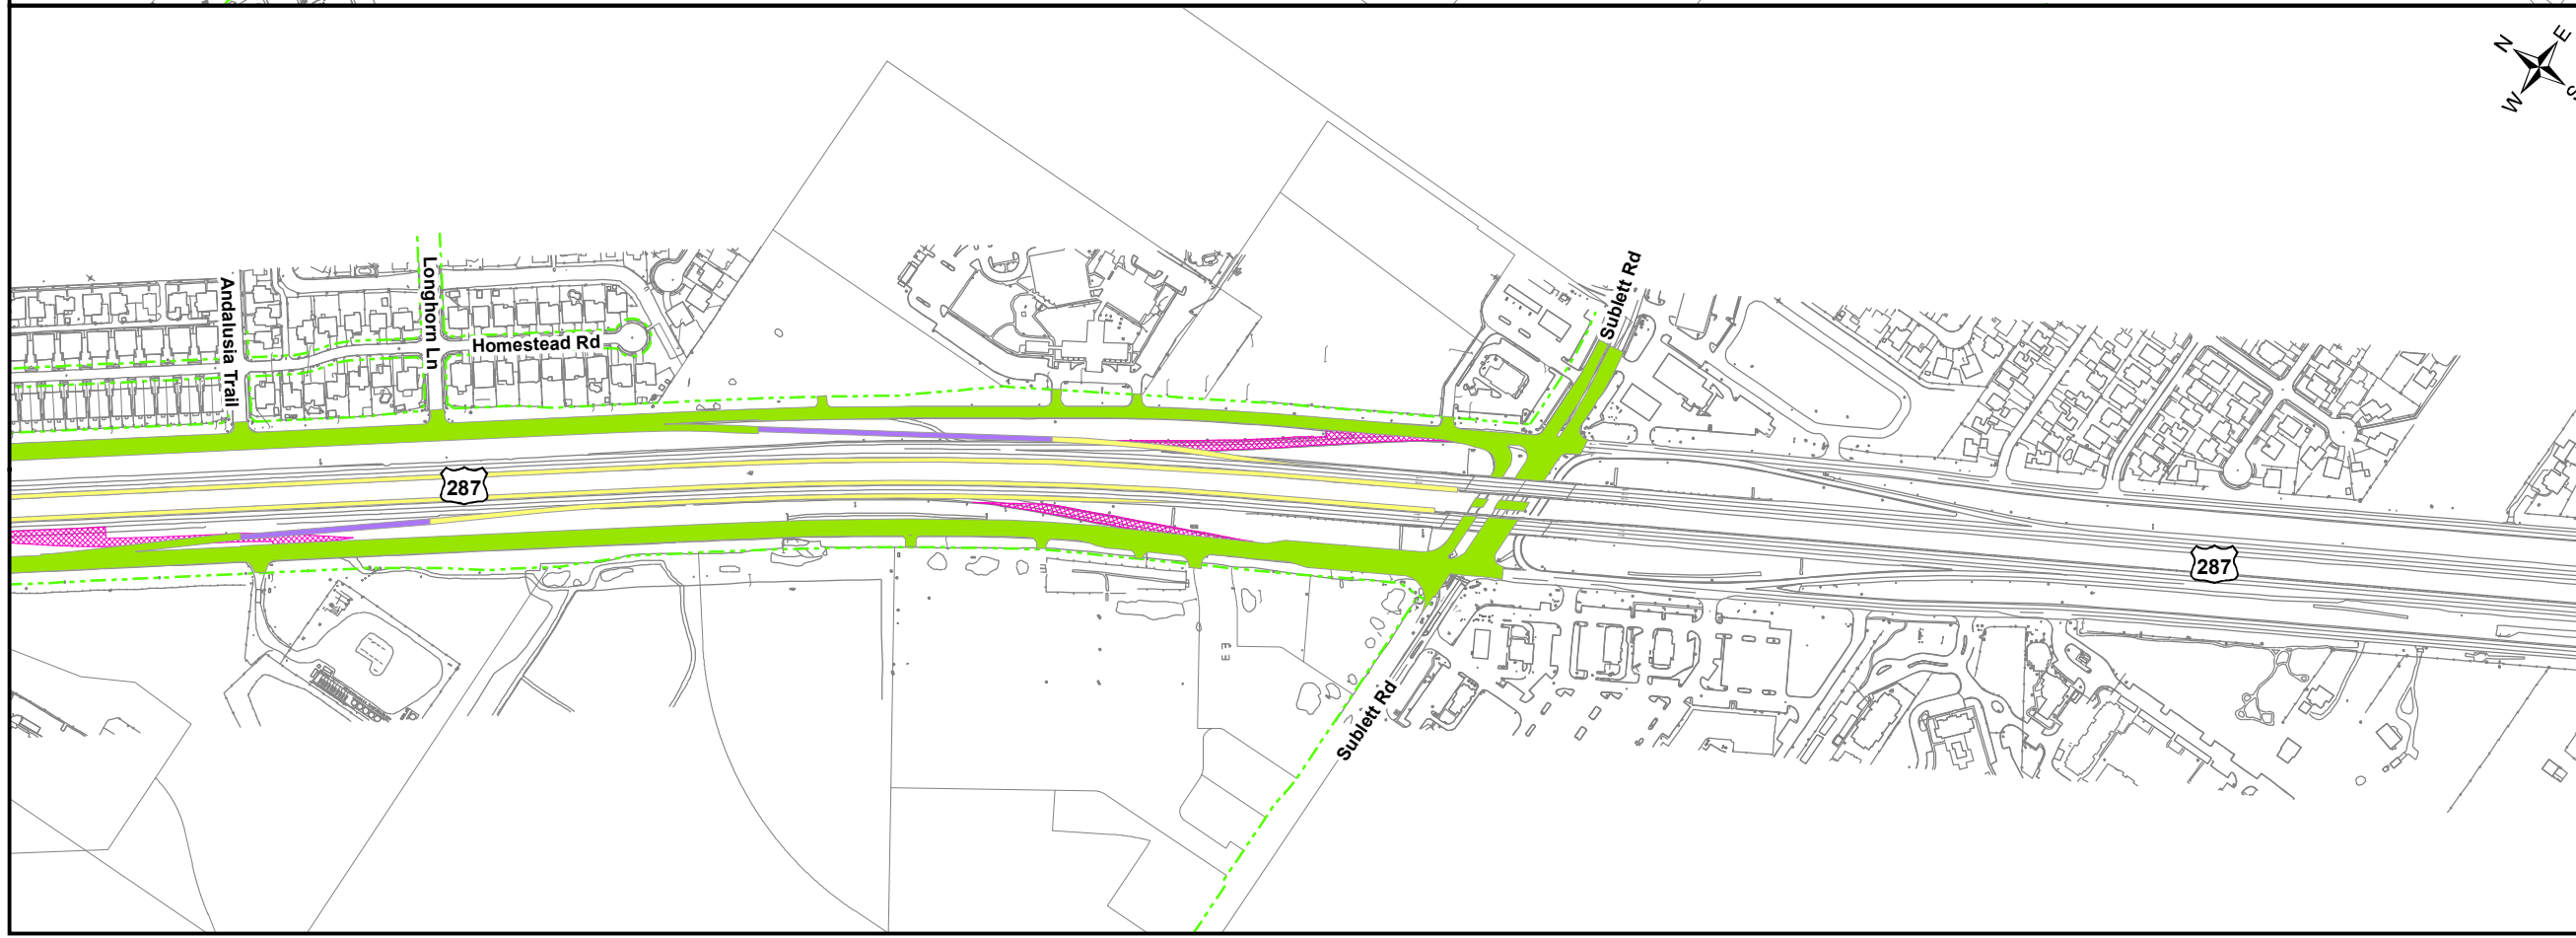 N
E
W
S
Sublett Rd
Andalusia Trail
Longhorn Ln
Homestead Rd
287
287
Sublett Rd